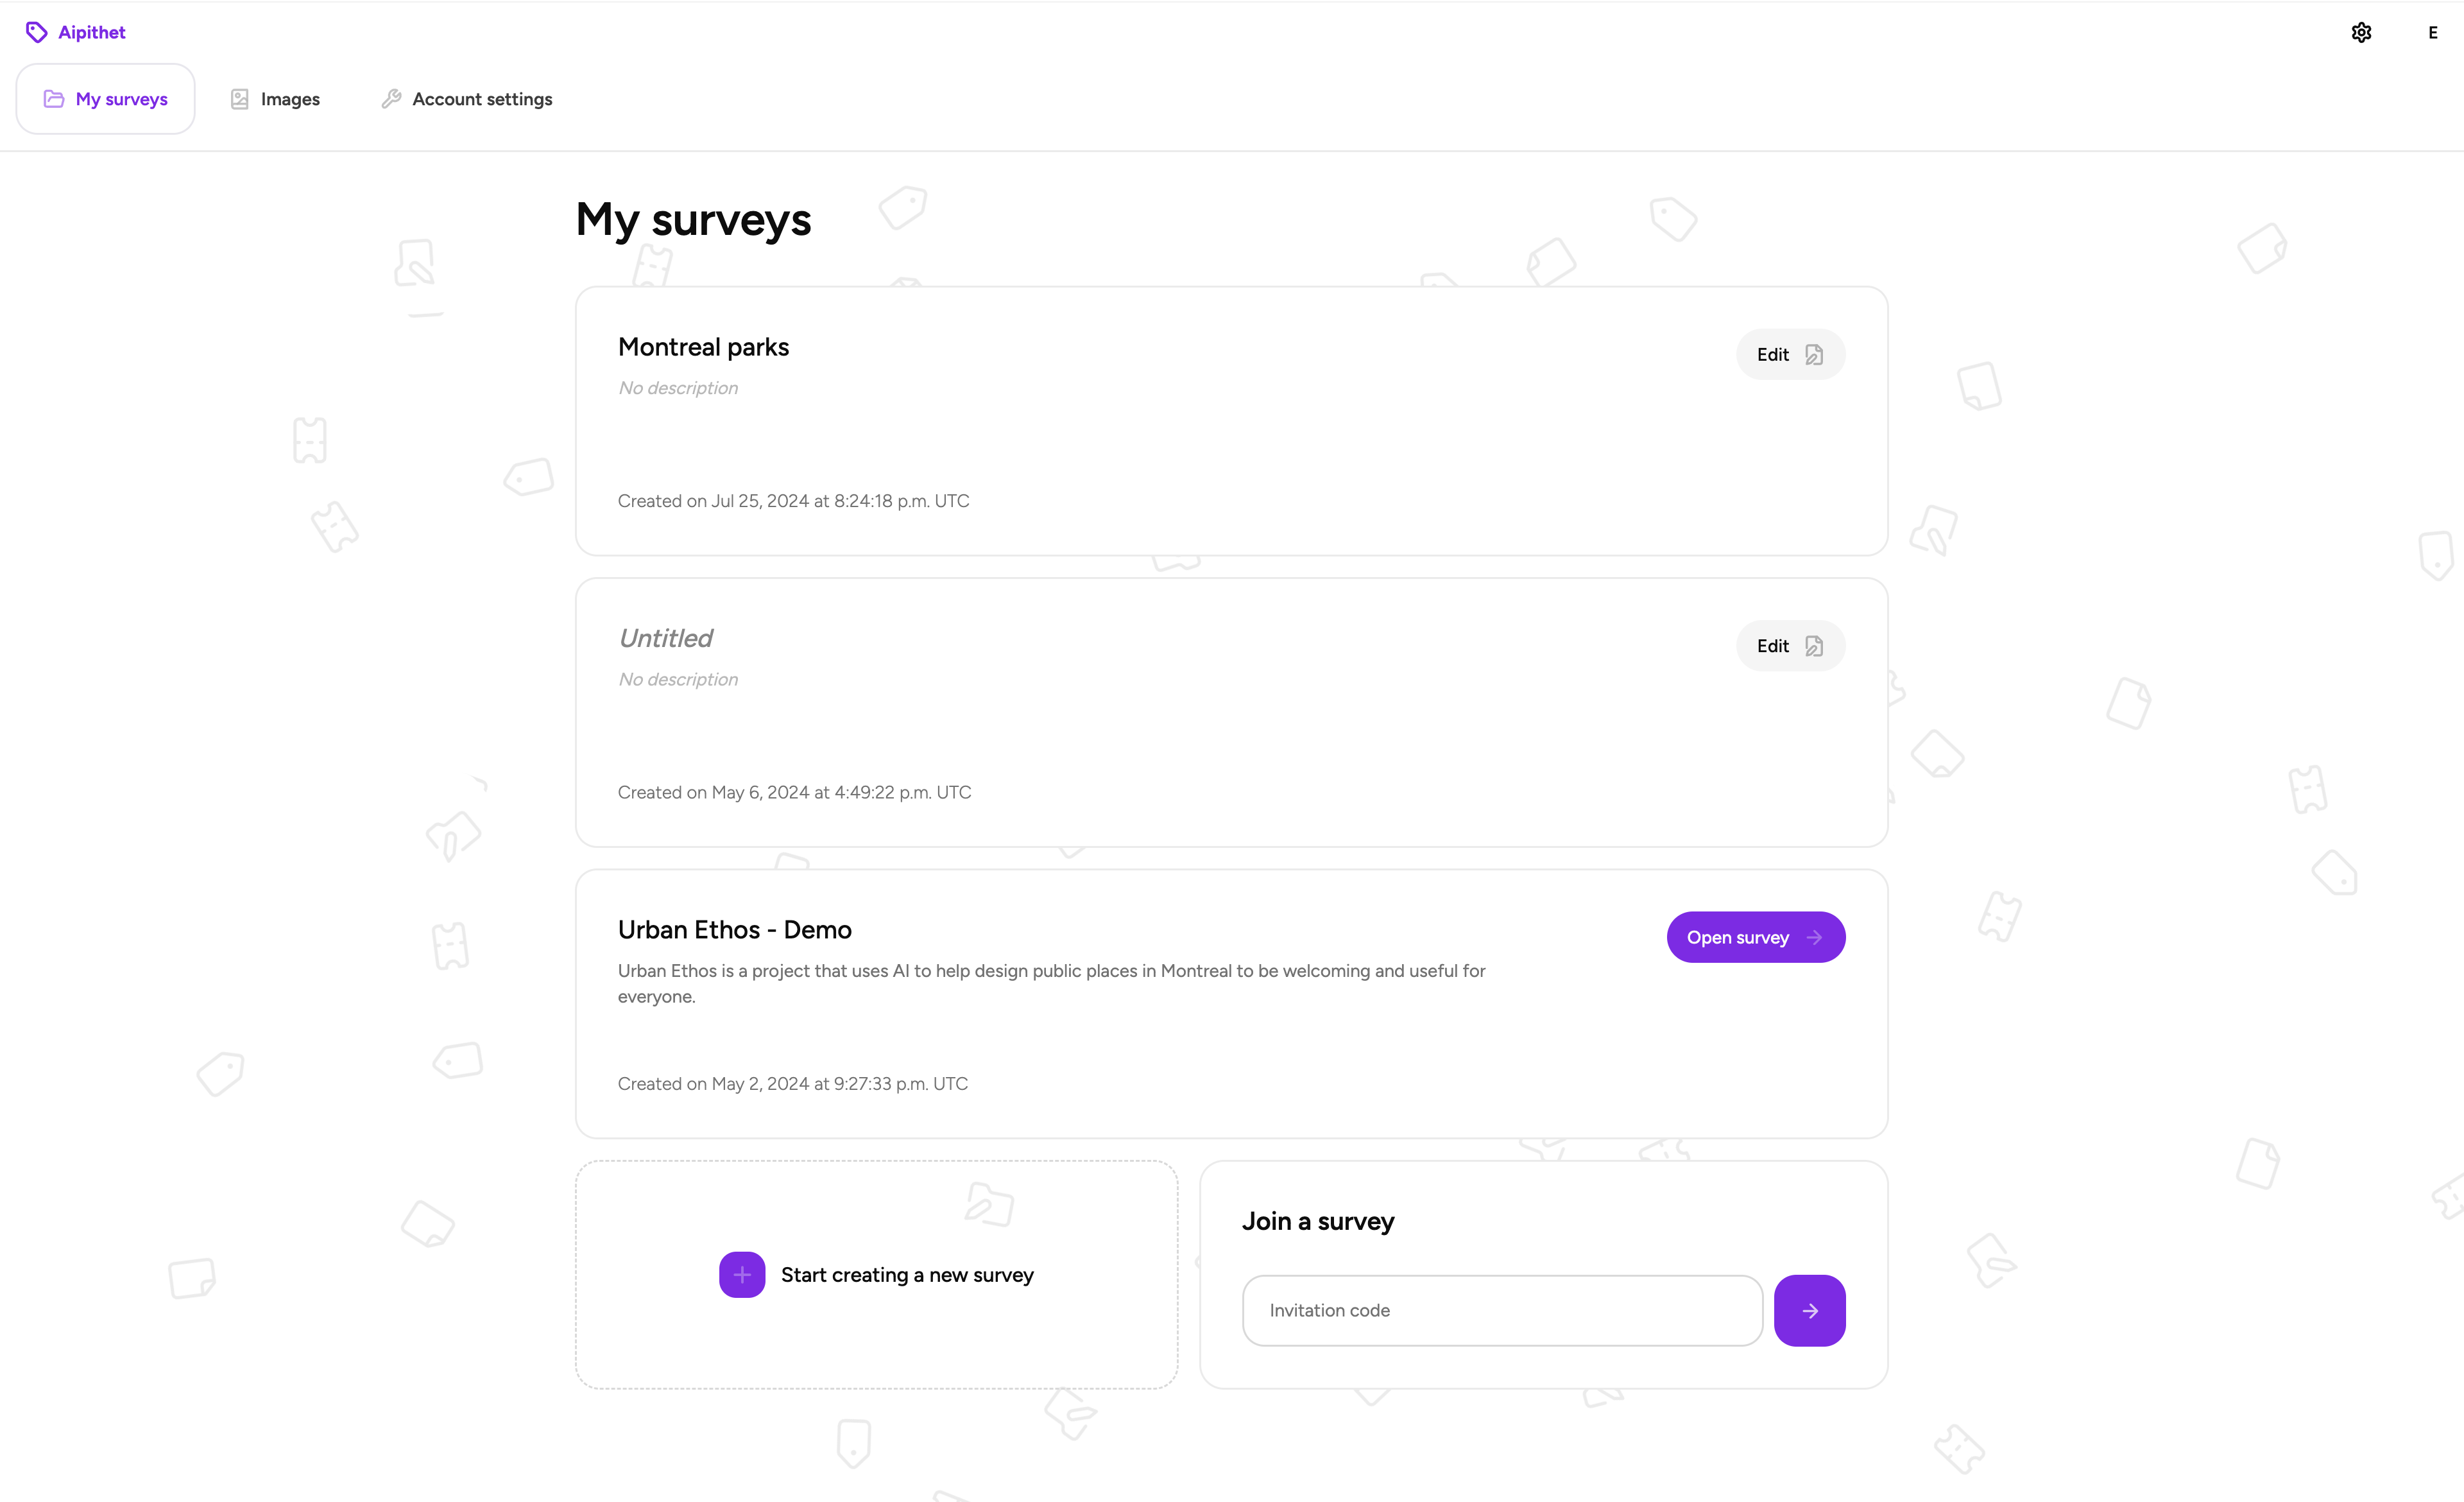 Aipithet
E
My surveys
Images
Account settings
My surveys
Montreal parks
Edit
No description
Created on Jul 25, 2024 at 8:24:18 p.m. UTC
Untitled
Edit
No description
Created on May 6, 2024 at 4:49:22 p.m. UTC
Urban Ethos - Demo
Open survey
Urban Ethos is a project that uses AI to help design public places in Montreal to be welcoming and useful for
everyone.
Created on May 2, 2024 at 9:27:33 p.m. UTC
Start creating a new survey
Join a survey
Invitation code